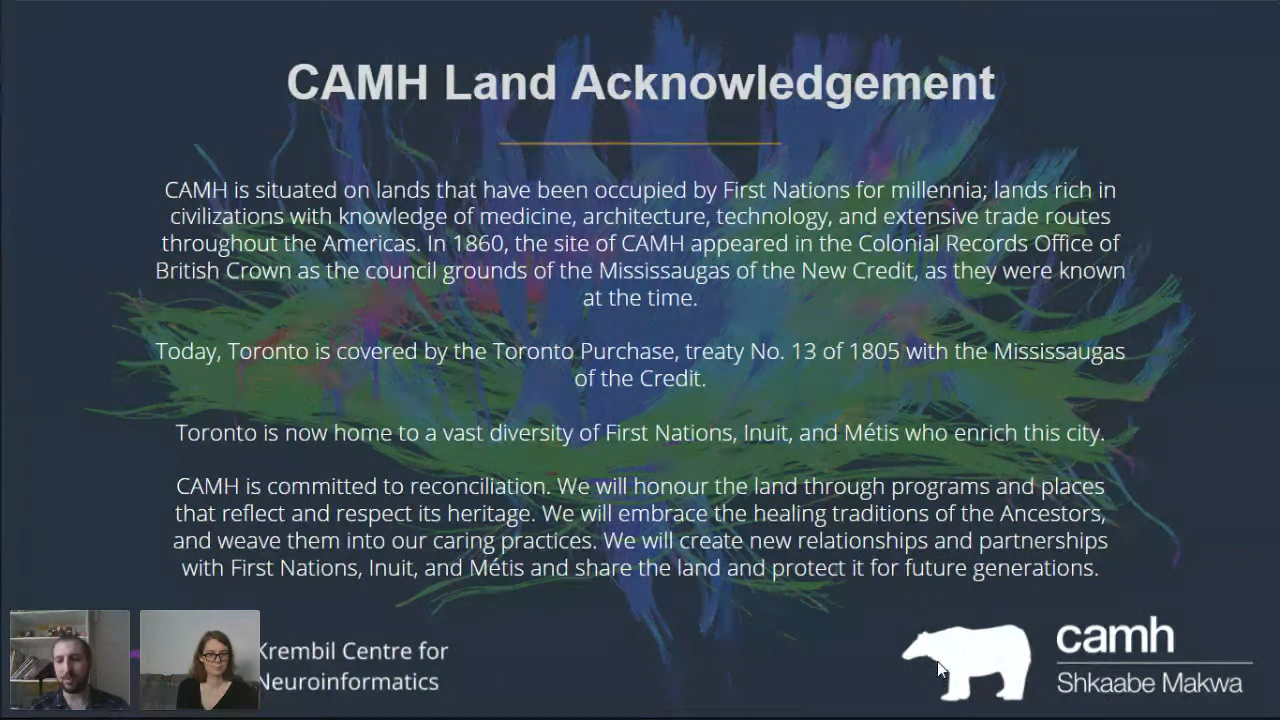 CAMH Land Acknowledgement
CAMH is situated on lands that have been occupied by First Nations for millennia; lands rich in
civilizations with knowledge of medicine, architecture, technology, and extensive trade routes
throughout the Americas. In 1860, the site of CAMH appeared in the Colonial Records Office of
British Crown as the council grounds of the Mississaugas of the New Credit, as they were known
at the time.
Today, Toronto is covered by the Toronto Purchase, treaty No. 13 of 1805 with the Mississaugas
of the Credit.
Toronto is now home to a vast diversity of First Nations, Inuit, and Métis who enrich this city.
CAMH is committed to reconciliation. We will honour the land through programs and places
that reflect and respect its heritage. We will embrace the healing traditions of the Ancestors,
and weave them into our caring practices. We will create new relationships and partnerships
with First Nations, Inuit, and Métis and share the land and protect it for future generations.
Krembil Centre for
Neuroinformatics
camh
Shkaabe Makwa